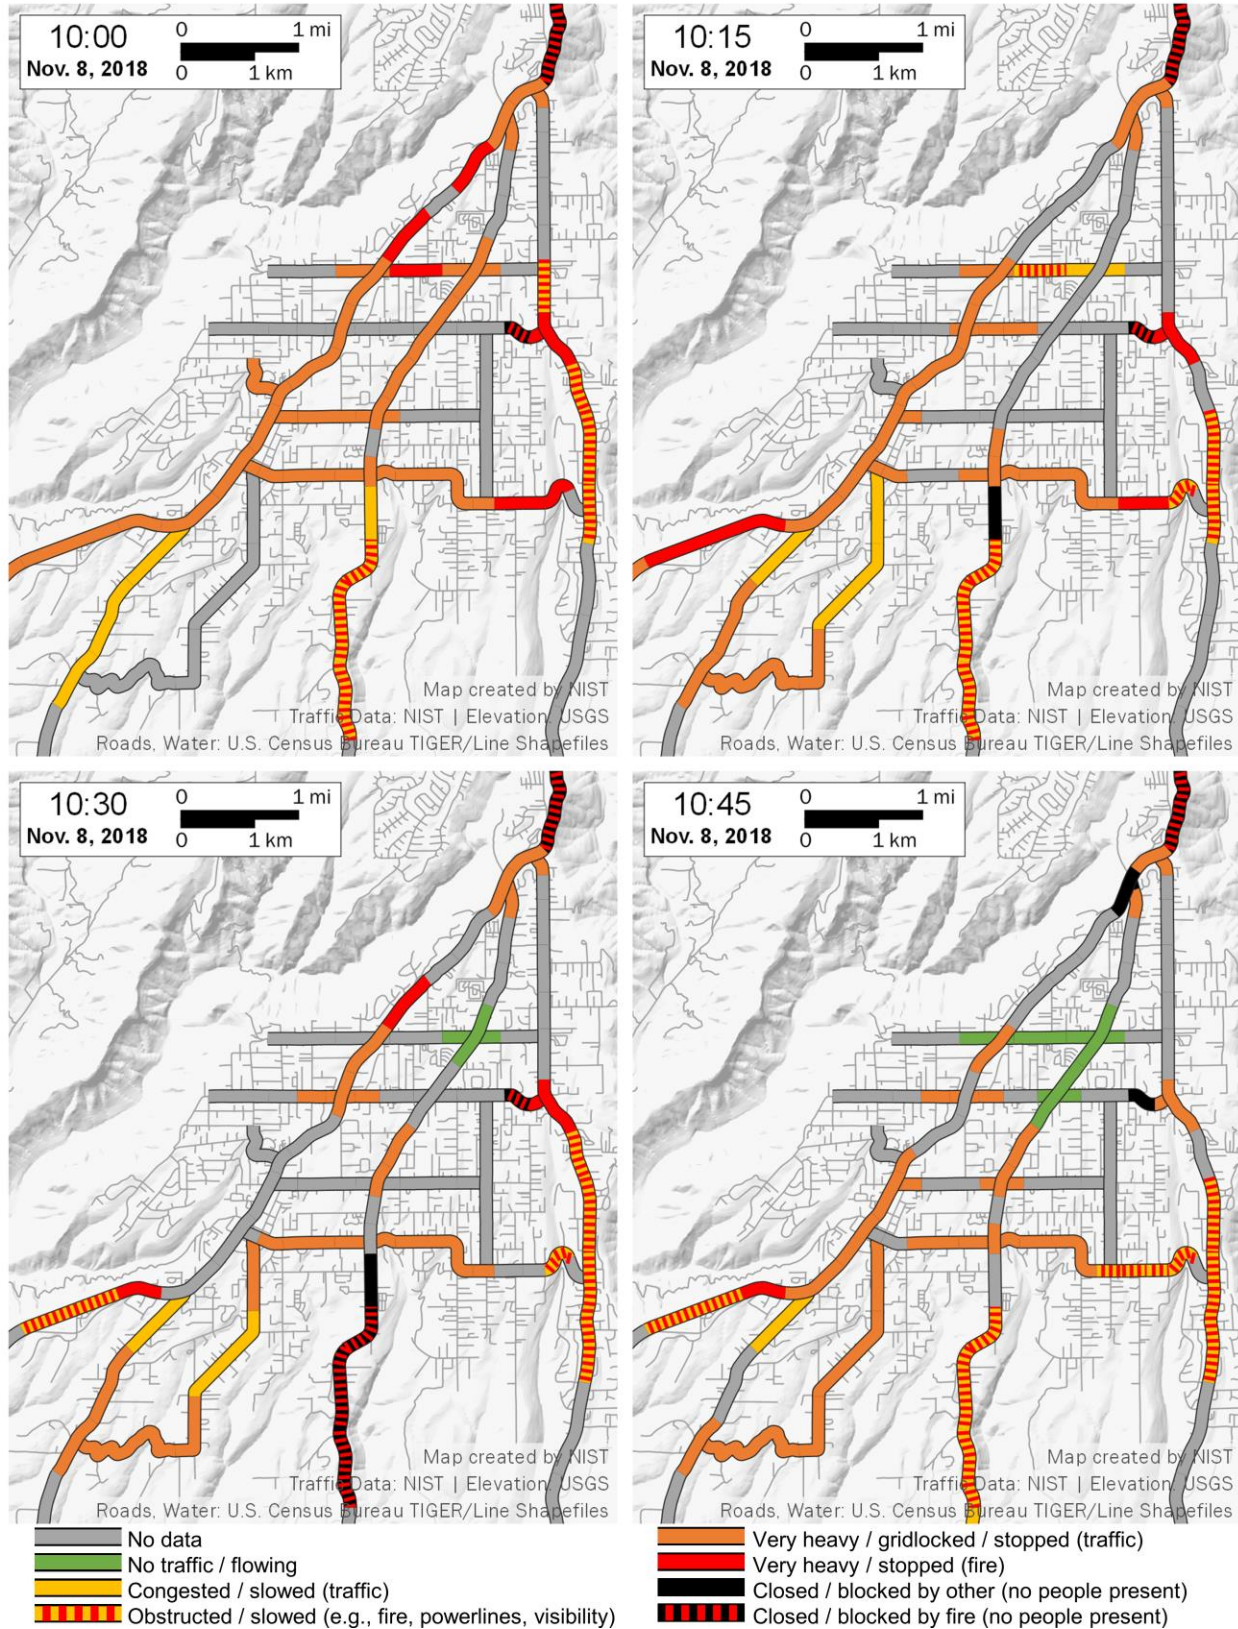 10:00
Nov. 8, 2018
0 1 mi
0 1 km
Map created by NIST
Traffic Data: NIST | Elevation: USGS
Roads, Water: U.S. Census Bureau TIGER/Line Shapefiles
10:15
Nov. 8, 2018
0 1 mi
0 1 km
Map created by NIST
Traffic Data: NIST | Elevation: USGS
Roads, Water: U.S. Census Bureau TIGER/Line Shapefiles
10:30
Nov. 8, 2018
0 1 mi
0 1 km
Map created by NIST
Traffic Data: NIST | Elevation: USGS
Roads, Water: U.S. Census Bureau TIGER/Line Shapefiles
10:45
Nov. 8, 2018
0 1 mi
0 1 km
Map created by NIST
Traffic Data: NIST | Elevation: USGS
Roads, Water: U.S. Census Bureau TIGER/Line Shapefiles
No data
No traffic / flowing
Congested / slowed (traffic)
Obstructed / slowed (e.g., fire, powerlines, visibility)
Very heavy / gridlocked / stopped (traffic)
Very heavy / stopped (fire)
Closed / blocked by other (no people present)
Closed / blocked by fire (no people present)